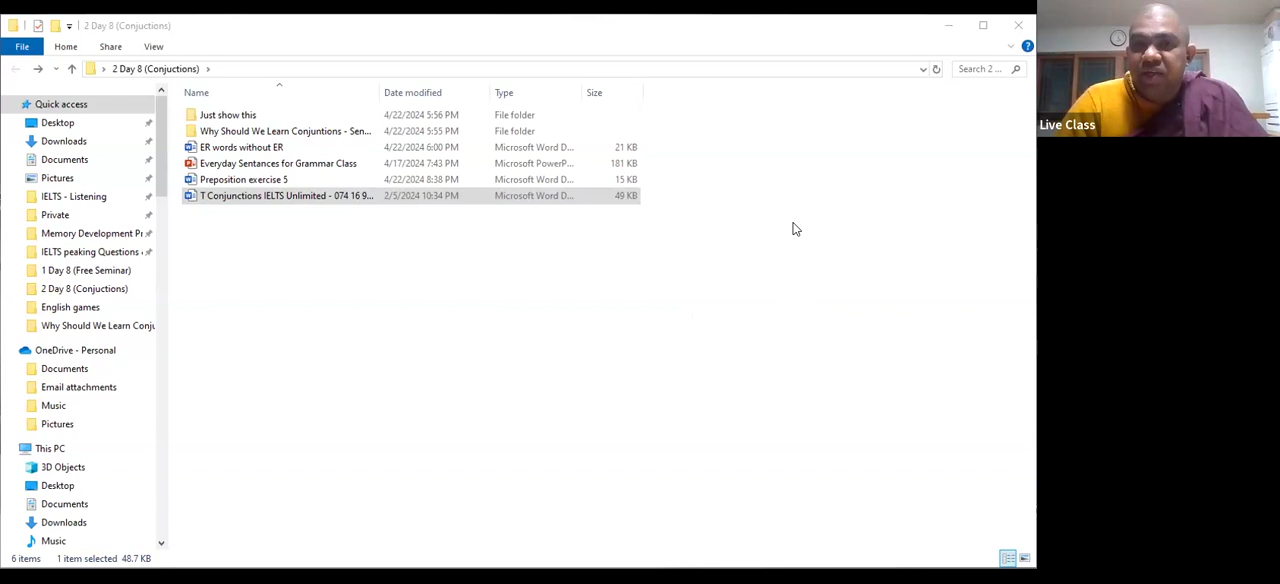 2 Day 8 (Conjuctions)
File Home Share View
2 Day 8 (Conjuctions)
Search 2 ...
Name Date modified Type Size
Quick access
Desktop
Downloads
Documents
Pictures
IELTS - Listening
Private
Memory Development Pr
IELTS peaking Questions
1 Day 8 (Free Seminar)
2 Day 8 (Conjuctions)
English games
Why Should We Learn Conju
OneDrive - Personal
Documents
Email attachments
Music
Pictures
This PC
3D Objects
Desktop
Documents
Downloads
Music
Just show this 4/22/2024 5:56 PM File folder
Why Should We Learn Conjuntions - Sen... 4/22/2024 5:55 PM File folder
ER words without ER 4/22/2024 6:00 PM Microsoft Word D... 21 KB
Everyday Sentances for Grammar Class 4/17/2024 7:43 PM Microsoft PowerP... 181 KB
Preposition exercise 5 4/22/2024 8:38 PM Microsoft Word D... 15 KB
T Conjunctions IELTS Unlimited - 074 16 9... 2/5/2024 10:34 PM Microsoft Word D... 49 KB
6 items 1 item selected 48.7 KB
Live Class